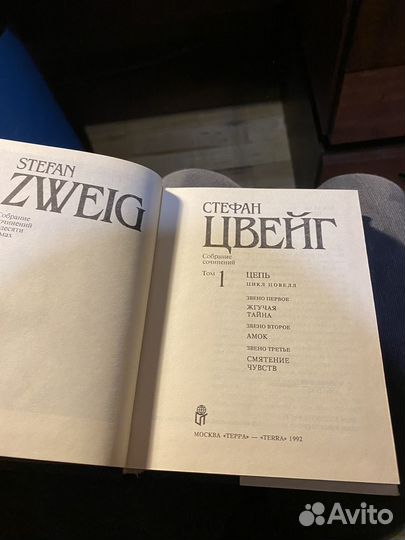 STEFAN
ZWEIG
Собрание
сочинений
десяти
СТЕФАН
ЦВЕЙГ
Собрание
сочинений
Том 1
ЦЕПЬ
ЦИКЛ НОВЕЛЛ
ЗВЕНО ПЕРВОЕ
ЖГУЧАЯ
ТАЙНА
ЗВЕНО ВТОРОЕ
АМОК
ЗВЕНО ТРЕТЬЕ
СМЯТЕНИЕ
ЧУВСТВ
МОСКВА «ТЕРРА» — «TERRA» 1992
Avito